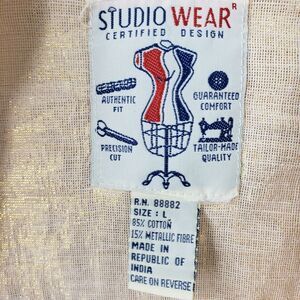 STUDIO WEAR R
CERTIFIED DESIGN
AUTHENTIC
FIT
GUARANTEED
COMFORT
PRECISION
CUT
TAILOR-MADE
QUALITY
R.N. 88882
SIZE : L
85% COTTON
15% METALLIC FIBRE
MADE IN
REPUBLIC OF
INDIA
CARE ON REVERSE